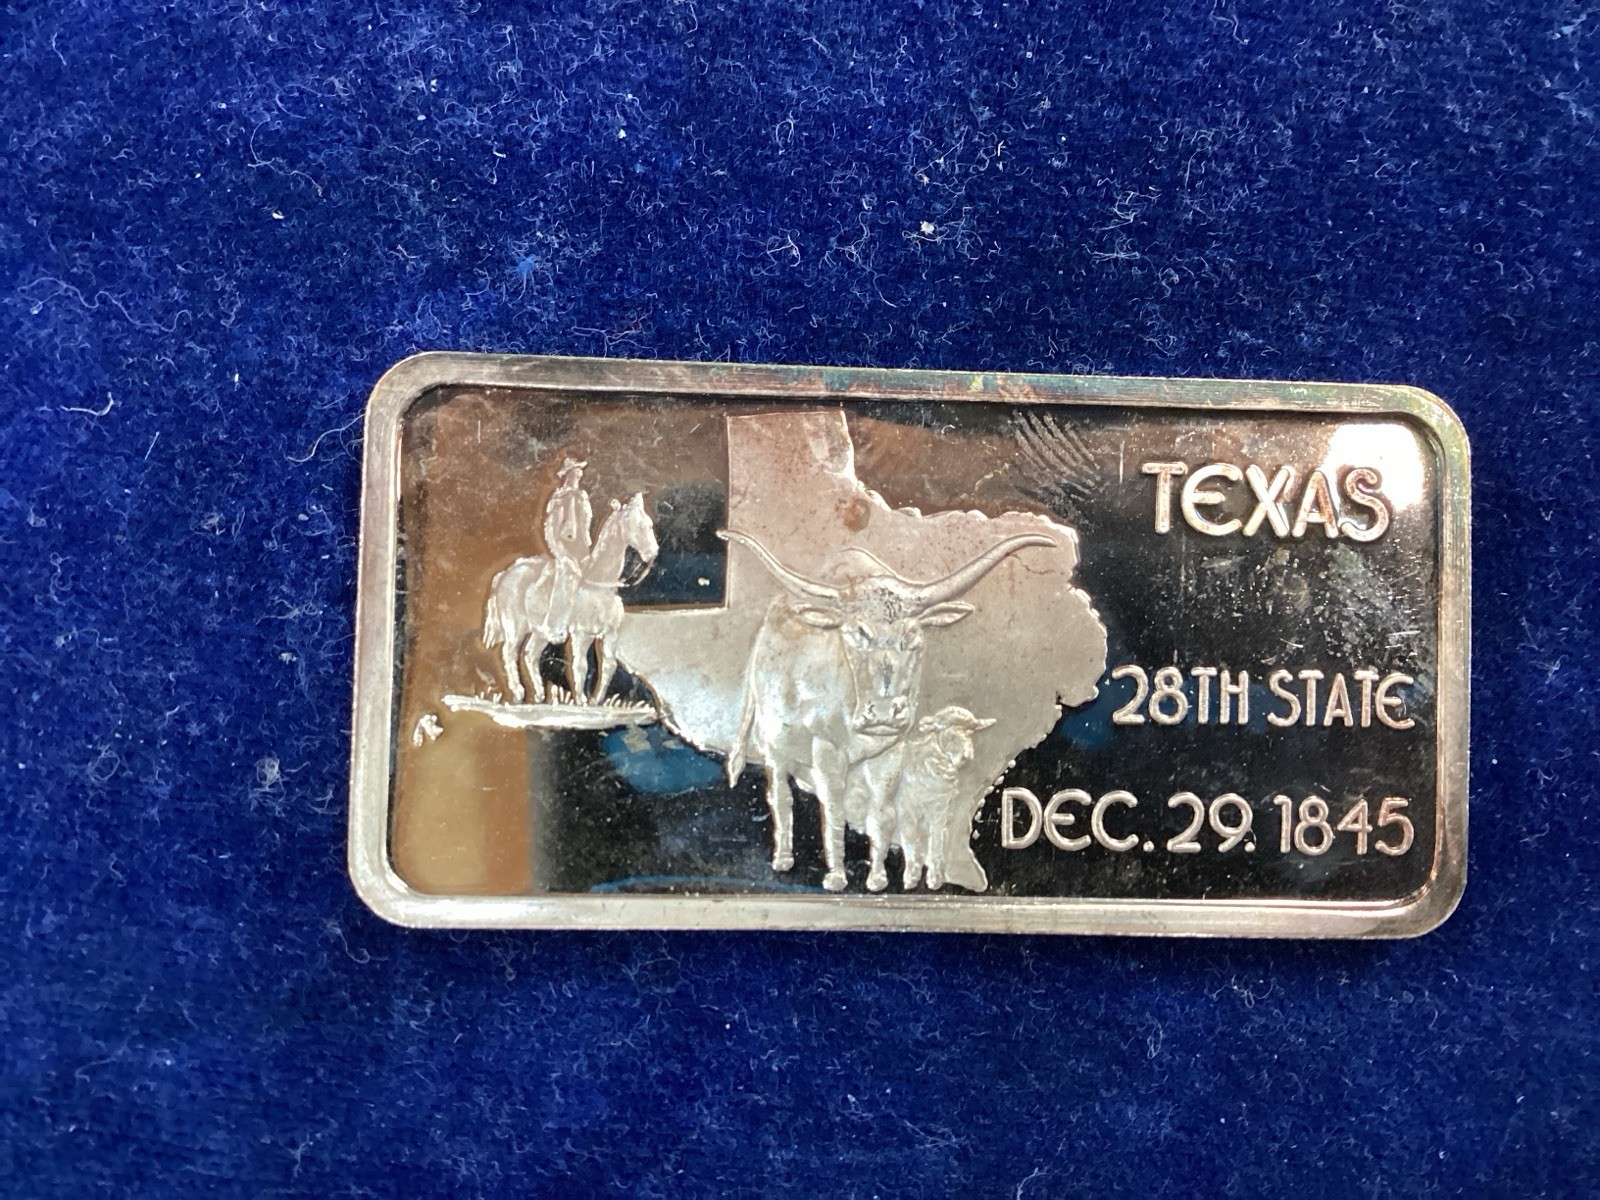 TEXAS
28TH STATE
DEC. 29. 1845